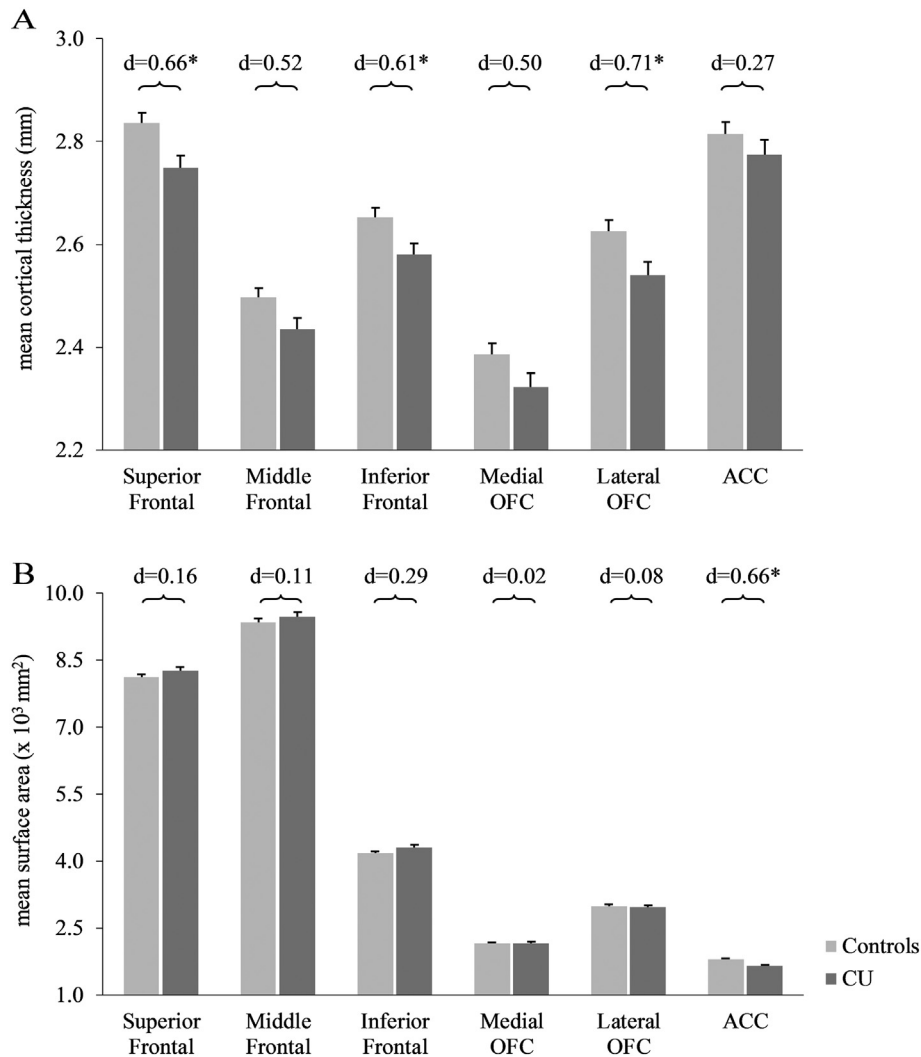 A
3.0
d=0.66* d=0.52 d=0.61* d=0.50 d=0.71* d=0.27
2.8
2.6
2.4
2.2
mean cortical thickness (mm)
Superior Middle Inferior Medial Lateral ACC
Frontal Frontal Frontal OFC OFC
B
d=0.16 d=0.11 d=0.29 d=0.02 d=0.08 d=0.66*
10.0
8.5
7.0
5.5
4.0
2.5
1.0
mean surface area (x 10³ mm²)
Controls
CU
Superior Middle Inferior Medial Lateral ACC
Frontal Frontal Frontal OFC OFC